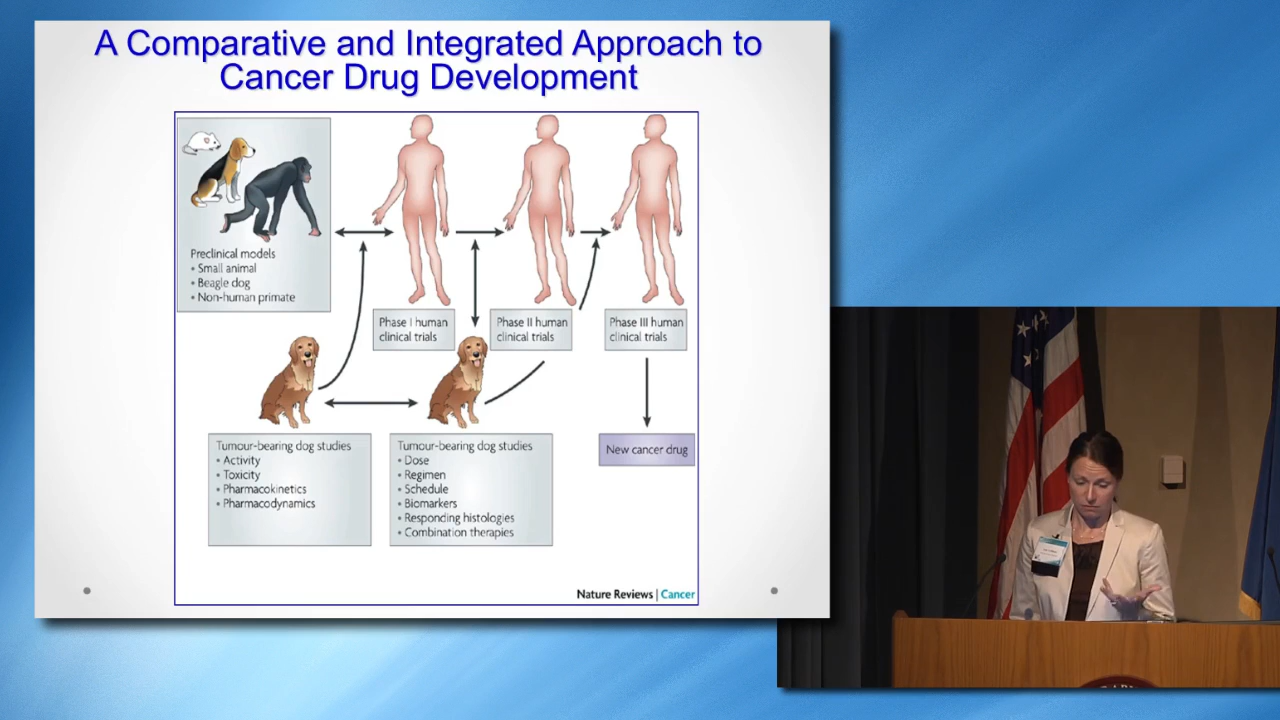 A Comparative and Integrated Approach to
Cancer Drug Development
Preclinical models
• Small animal
• Beagle dog
• Non-human primate
Phase I human
clinical trials
Phase II human
clinical trials
Phase III human
clinical trials
Tumour-bearing dog studies
• Activity
• Toxicity
• Pharmacokinetics
• Pharmacodynamics
Tumour-bearing dog studies
• Dose
• Regimen
• Schedule
• Biomarkers
• Responding histologies
• Combination therapies
New cancer drug
Nature Reviews | Cancer